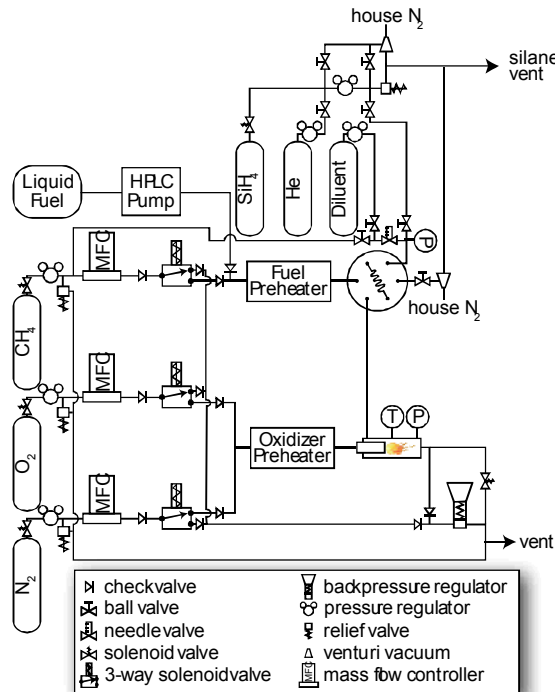 house N₂
silane
vent
SiH₄
He
Diluent
Liquid
Fuel
HPLC
Pump
P
MFC
Fuel
Preheater
house N₂
CH₄
MFC
T P
O₂
Oxidizer
Preheater
MFC
N₂
vent
checkvalve
ball valve
needle valve
solenoid valve
3-way solenoid valve
backpressure regulator
pressure regulator
relief valve
venturi vacuum
MFC mass flow controller